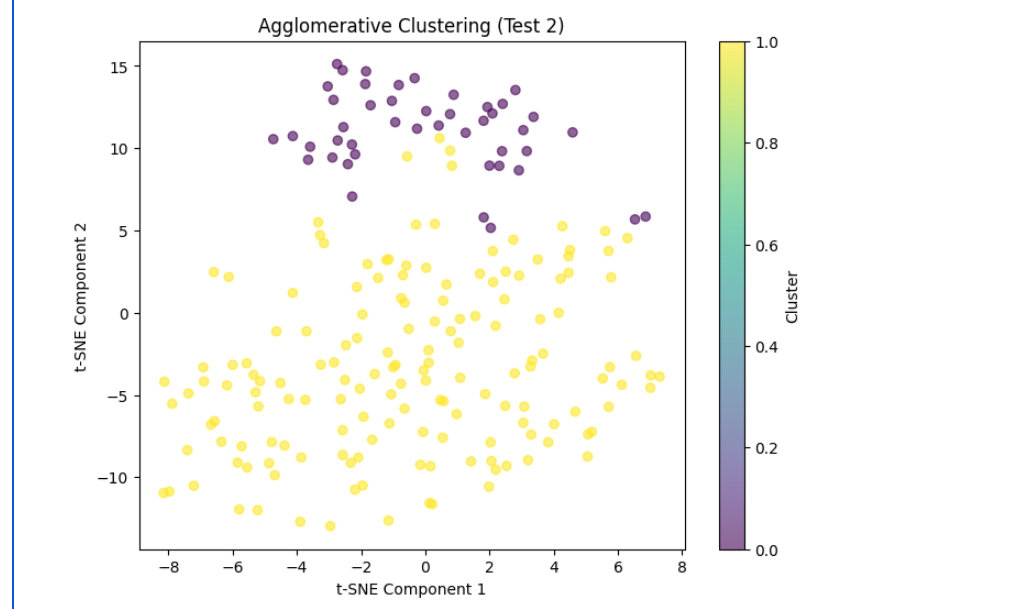 Agglomerative Clustering (Test 2)
15
10
5
0
−5
−10
t-SNE Component 2
−8 −6 −4 −2 0 2 4 6 8
t-SNE Component 1
1.0
0.8
0.6
0.4
0.2
0.0
Cluster